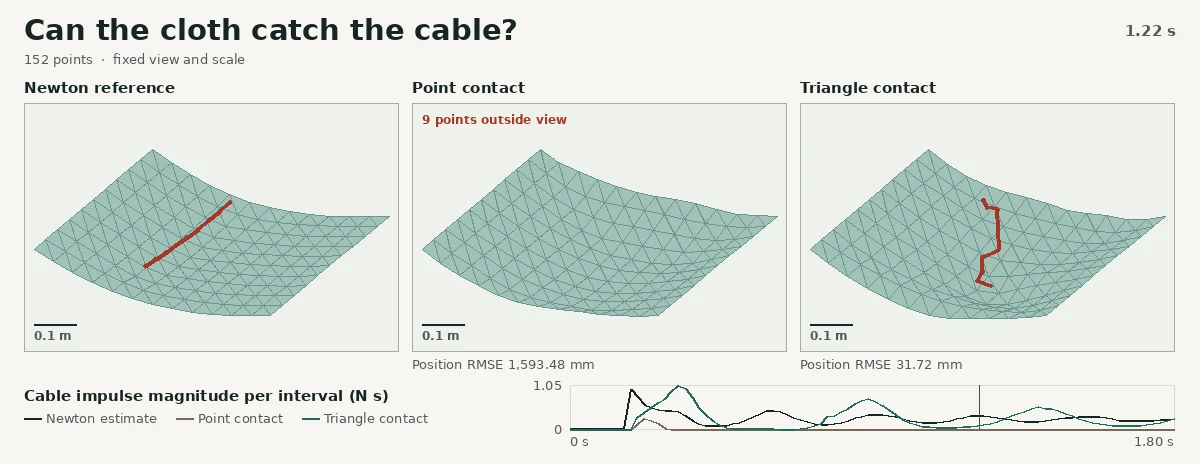 Can the cloth catch the cable?
1.22 s
152 points · fixed view and scale
Newton reference
Point contact
Triangle contact
9 points outside view
0.1 m
0.1 m
0.1 m
Position RMSE 1,593.48 mm
Position RMSE 31.72 mm
Cable impulse magnitude per interval (N s)
Newton estimate
Point contact
Triangle contact
1.05
0
0 s
1.80 s